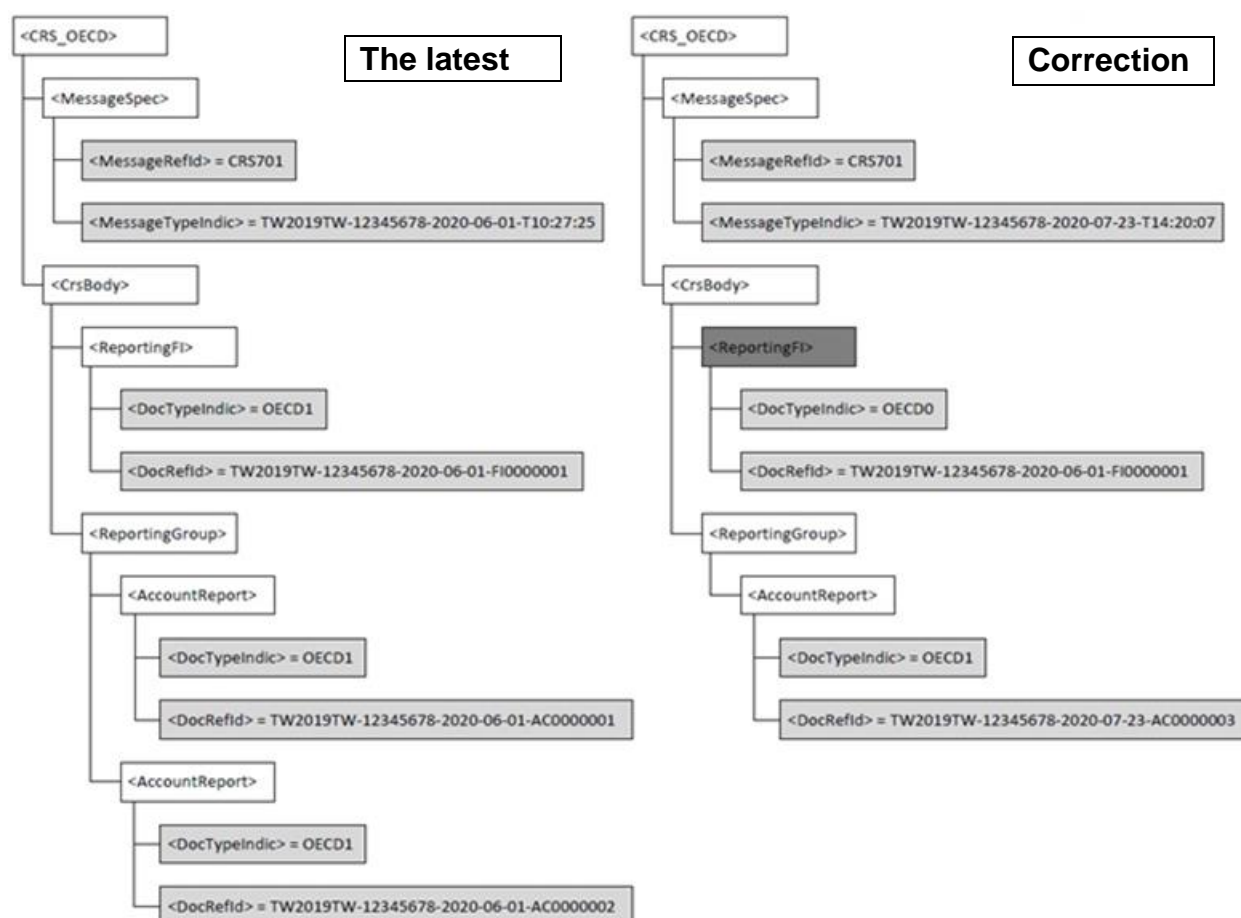 The latest
<CRS_OECD>
<MessageSpec>
<MessageRefId> = CRS701
<MessageTypeIndic> = TW2019TW-12345678-2020-06-01-T10:27:25
<CrsBody>
<ReportingFI>
<DocTypeIndic> = OECD1
<DocRefId> = TW2019TW-12345678-2020-06-01-FI0000001
<ReportingGroup>
<AccountReport>
<DocTypeIndic> = OECD1
<DocRefId> = TW2019TW-12345678-2020-06-01-AC0000001
<AccountReport>
<DocTypeIndic> = OECD1
<DocRefId> = TW2019TW-12345678-2020-06-01-AC0000002
Correction
<CRS_OECD>
<MessageSpec>
<MessageRefId> = CRS701
<MessageTypeIndic> = TW2019TW-12345678-2020-07-23-T14:20:07
<CrsBody>
<ReportingFI>
<DocTypeIndic> = OECD0
<DocRefId> = TW2019TW-12345678-2020-06-01-FI0000001
<ReportingGroup>
<AccountReport>
<DocTypeIndic> = OECD1
<DocRefId> = TW2019TW-12345678-2020-07-23-AC0000003